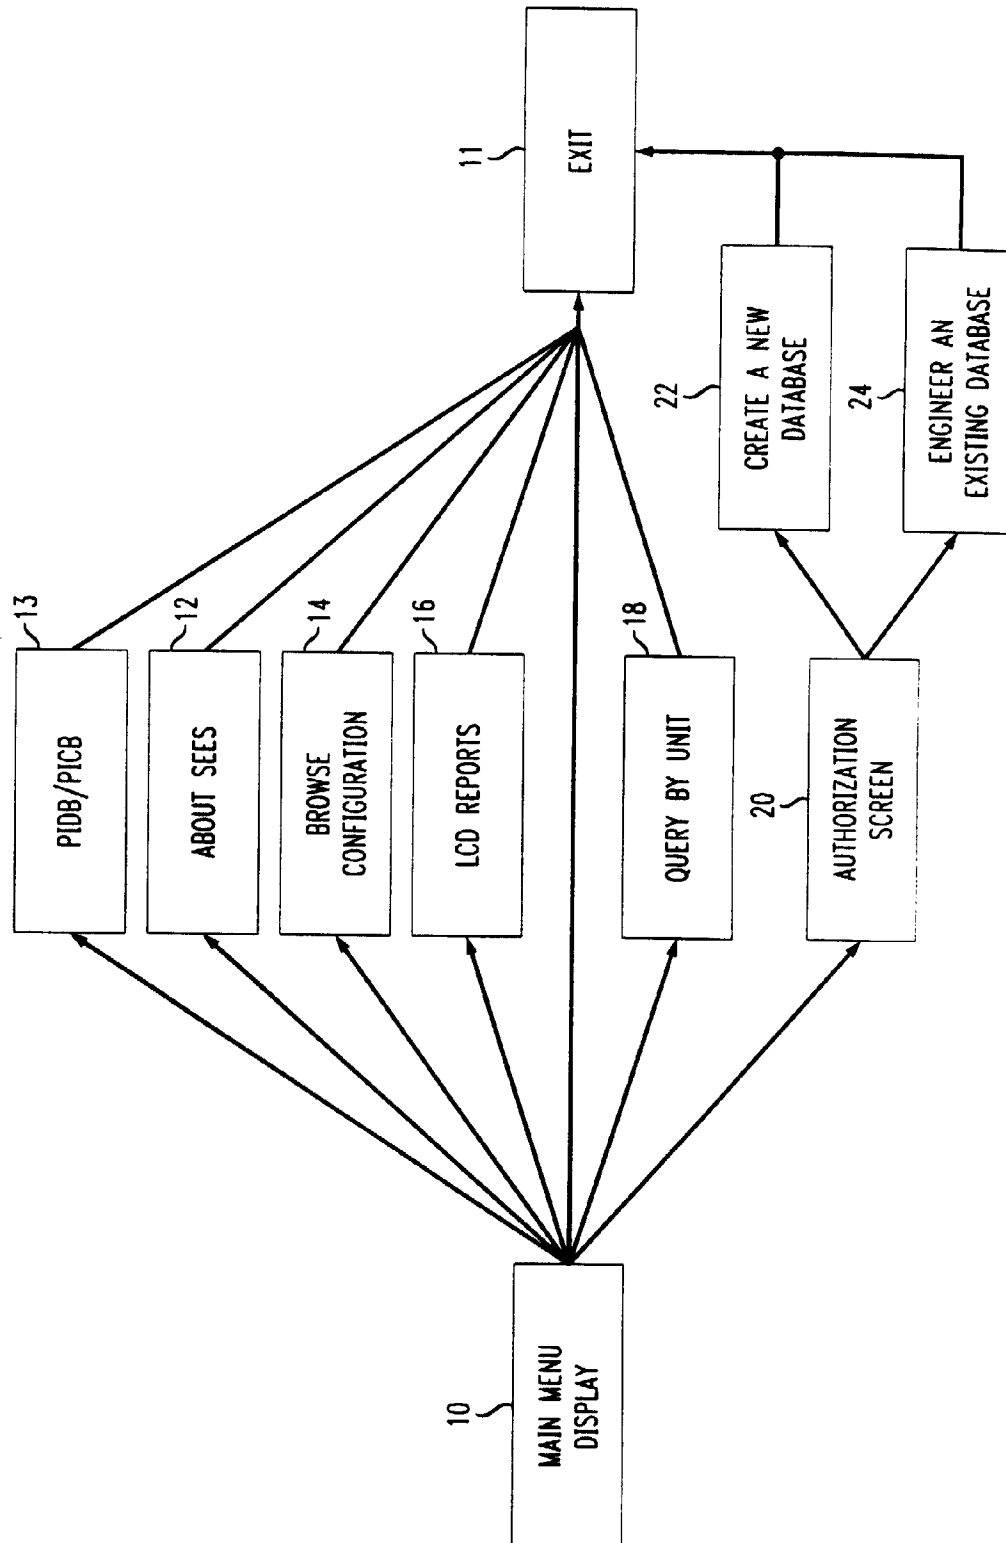 10
MAIN MENU
DISPLAY
13
PIDB/PICB
12
ABOUT SEES
14
BROWSE
CONFIGURATION
16
LCD REPORTS
18
QUERY BY UNIT
20
AUTHORIZATION
SCREEN
11
EXIT
22
CREATE A NEW
DATABASE
24
ENGINEER AN
EXISTING DATABASE